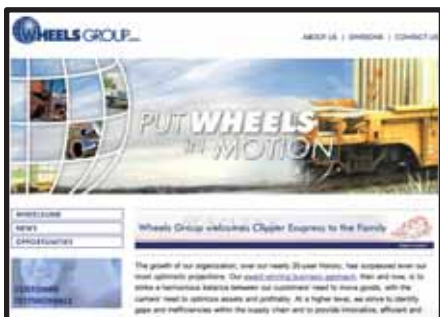 WHEELS GROUP
ABOUT US | DIVISIONS | CONTACT US
PUT WHEELS
in MOTION
WHEELSLINK
NEWS
OPPORTUNITIES
Wheels Group welcomes Clipper Express to the Family
CUSTOMER
TESTIMONIALS
The growth of our organization, over our nearly 20-year history, has surpassed even our
most optimistic projections. Our award winning business approach, then and now, is to
strike a harmonious balance between our customers' need to move goods, with the
carriers' need to optimize assets and profitably. At a higher level, we strive to identify
gaps and inefficiencies within the supply chain and to provide innovative, efficient and